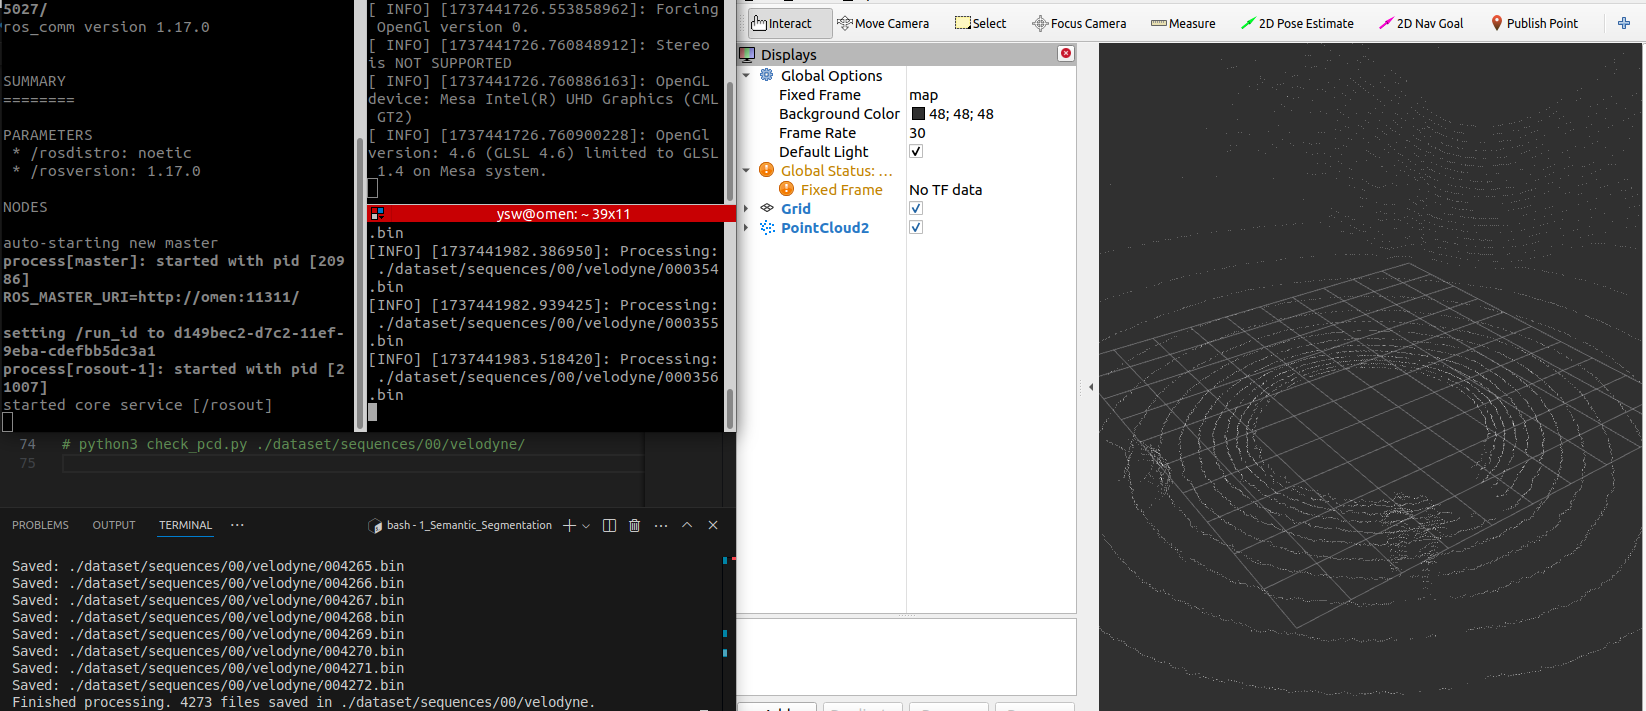 5027/
ros_comm version 1.17.0
SUMMARY
========
PARAMETERS
* /rosdistro: noetic
* /rosversion: 1.17.0
NODES
auto-starting new master
process[master]: started with pid [209
86]
ROS_MASTER_URI=http://omen:11311/
setting /run_id to d149bec2-d7c2-11ef-
9eba-cdefbb5dc3a1
process[rosout-1]: started with pid [2
1007]
started core service [/rosout]
[ INFO] [1737441726.553858962]: Forcing
OpenGl version 0.
[ INFO] [1737441726.760848912]: Stereo
is NOT SUPPORTED
[ INFO] [1737441726.760886163]: OpenGL
device: Mesa Intel(R) UHD Graphics (CML
GT2)
[ INFO] [1737441726.760900228]: OpenGl
version: 4.6 (GLSL 4.6) limited to GLSL
1.4 on Mesa system.
ysw@omen: ~ 39x11
.bin
[INFO] [1737441982.386950]: Processing:
./dataset/sequences/00/velodyne/000354
.bin
[INFO] [1737441982.939425]: Processing:
./dataset/sequences/00/velodyne/000355
.bin
[INFO] [1737441983.518420]: Processing:
./dataset/sequences/00/velodyne/000356
.bin
74 # python3 check_pcd.py ./dataset/sequences/00/velodyne/
75
PROBLEMS OUTPUT TERMINAL ··· bash - 1_Semantic_Segmentation
Saved: ./dataset/sequences/00/velodyne/004265.bin
Saved: ./dataset/sequences/00/velodyne/004266.bin
Saved: ./dataset/sequences/00/velodyne/004267.bin
Saved: ./dataset/sequences/00/velodyne/004268.bin
Saved: ./dataset/sequences/00/velodyne/004269.bin
Saved: ./dataset/sequences/00/velodyne/004270.bin
Saved: ./dataset/sequences/00/velodyne/004271.bin
Saved: ./dataset/sequences/00/velodyne/004272.bin
Finished processing. 4273 files saved in ./dataset/sequences/00/velodyne.
Interact Move Camera Select Focus Camera Measure 2D Pose Estimate 2D Nav Goal Publish Point
Displays
Global Options
Fixed Frame map
Background Color 48; 48; 48
Frame Rate 30
Default Light
Global Status: ...
Fixed Frame No TF data
Grid
PointCloud2